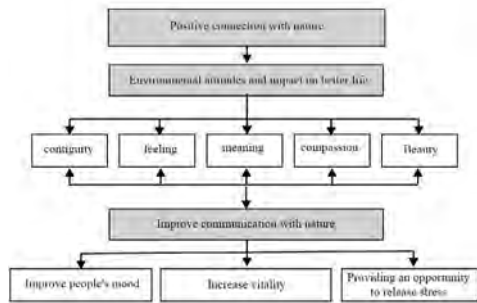 Positive connection with nature
Environmental attitudes and impact on better life
contiguity
feeling
meaning
compassion
Beauty
Improve communication with nature
Improve people's mood
Increase vitality
Providing an opportunity
to release stress